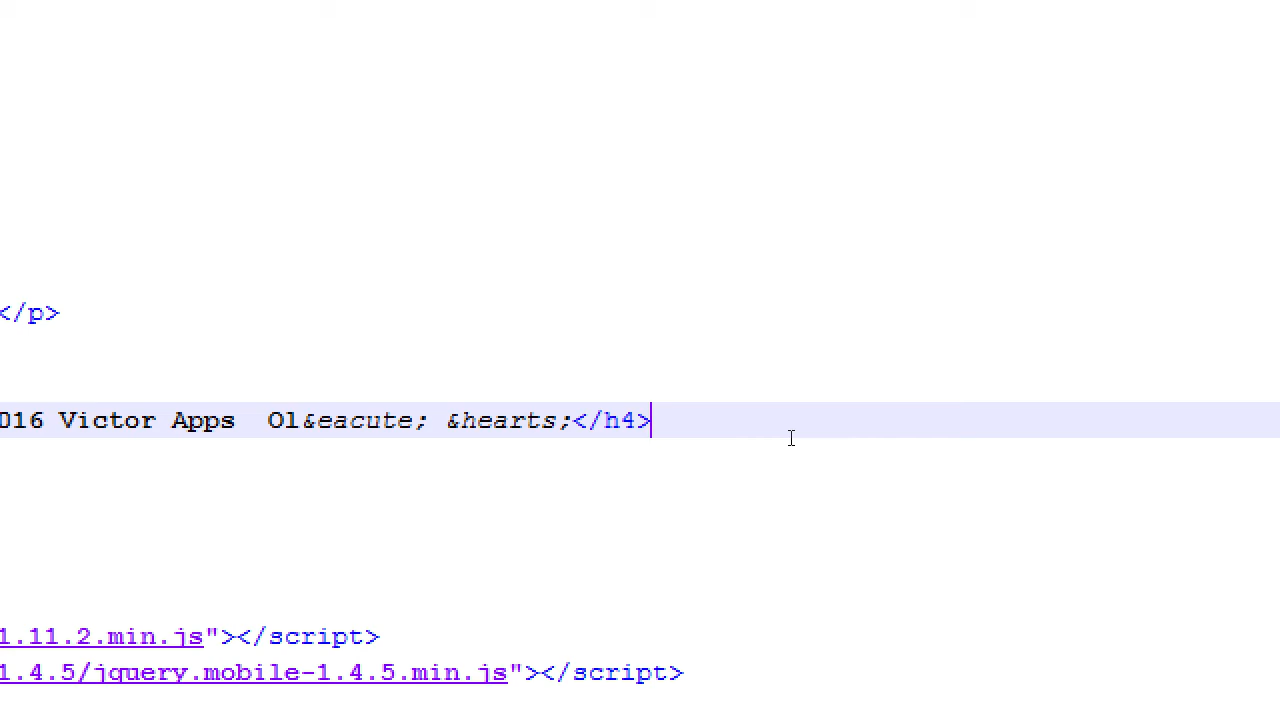 </p>
016 Victor Apps  Ol&eacute; &hearts;</h4>
1.11.2.min.js"></script>
1.4.5/jquery.mobile-1.4.5.min.js"></script>